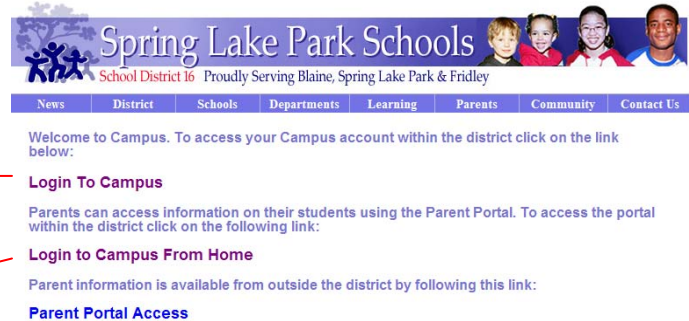 Spring Lake Park Schools
School District 16 Proudly Serving Blaine, Spring Lake Park & Fridley
News District Schools Departments Learning Parents Community Contact Us
Welcome to Campus. To access your Campus account within the district click on the link
below:
Login To Campus
Parents can access information on their students using the Parent Portal. To access the portal
within the district click on the following link:
Login to Campus From Home
Parent information is available from outside the district by following this link:
Parent Portal Access